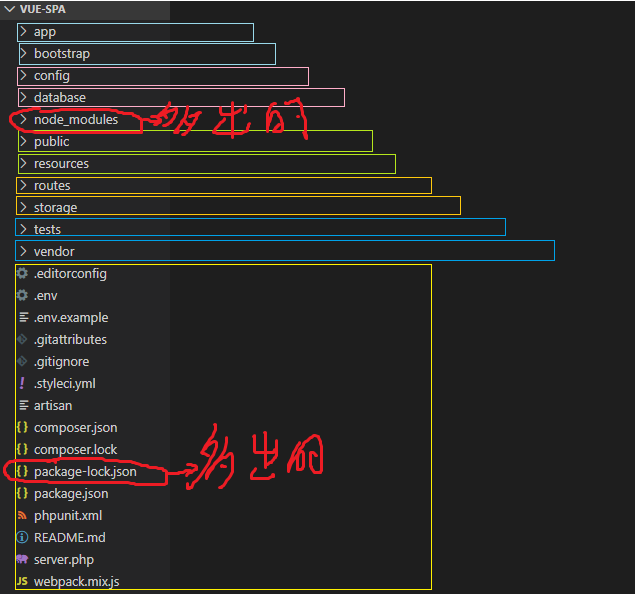 VUE-SPA
app
bootstrap
config
database
node_modules 多出的
public
resources
routes
storage
tests
vendor
.editorconfig
.env
.env.example
.gitattributes
.gitignore
! .styleci.yml
artisan
{} composer.json
{} composer.lock
{} package-lock.json 多出的
{} package.json
phpunit.xml
README.md
server.php
JS webpack.mix.js